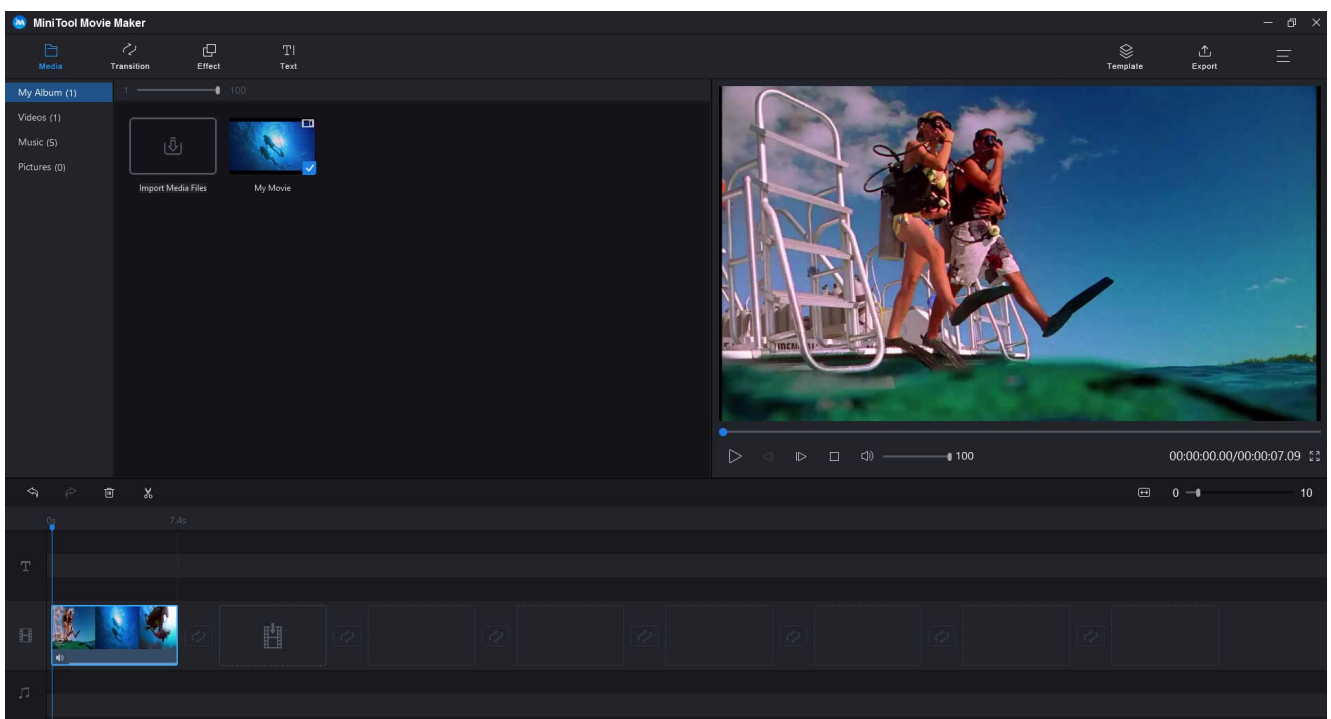 MiniTool Movie Maker
Media Transition Effect Text Template Export
My Album (1) 1 100
Videos (1)
Music (5)
Pictures (0)
Import Media Files My Movie
100 00:00:00.00/00:00:07.09
0 10
0s 7.4s
T